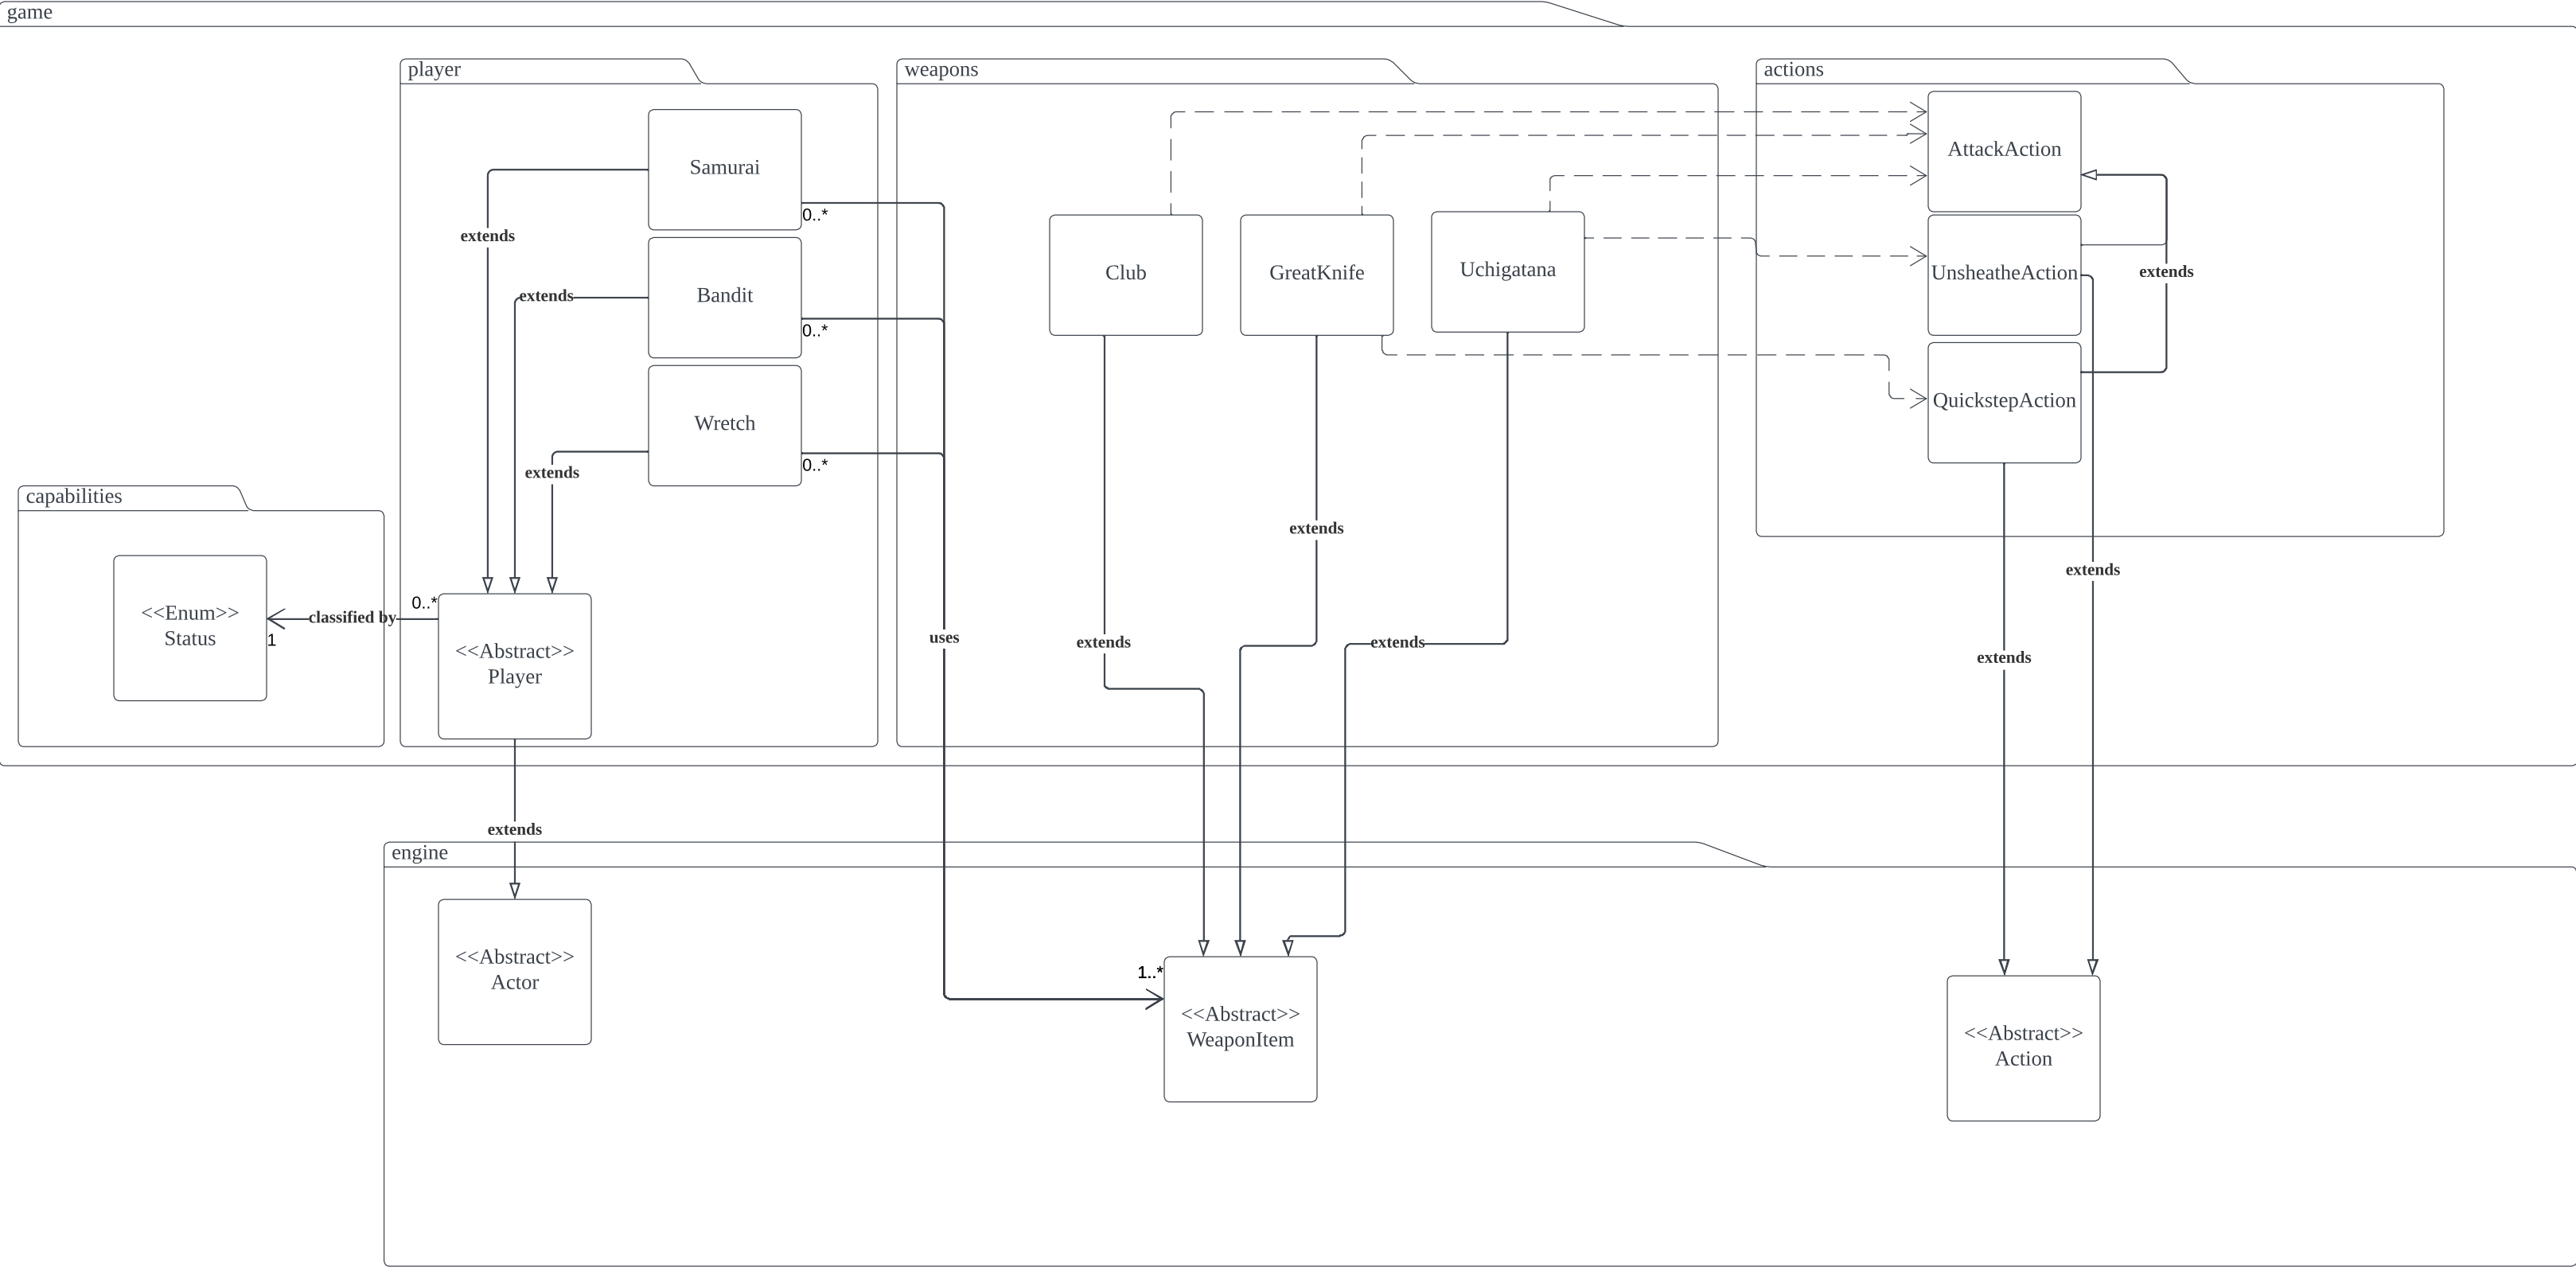 game
player
weapons
actions
Samurai
AttackAction
0..*
extends
Bandit
extends
0..*
Club
GreatKnife
Uchigatana
UnsheatheAction
extends
Wretch
extends
0..*
QuickstepAction
capabilities
<<Enum>>
Status
1
classified by
0..*
<<Abstract>>
Player
uses
extends
extends
extends
extends
extends
extends
engine
<<Abstract>>
Actor
1..*
<<Abstract>>
WeaponItem
<<Abstract>>
Action